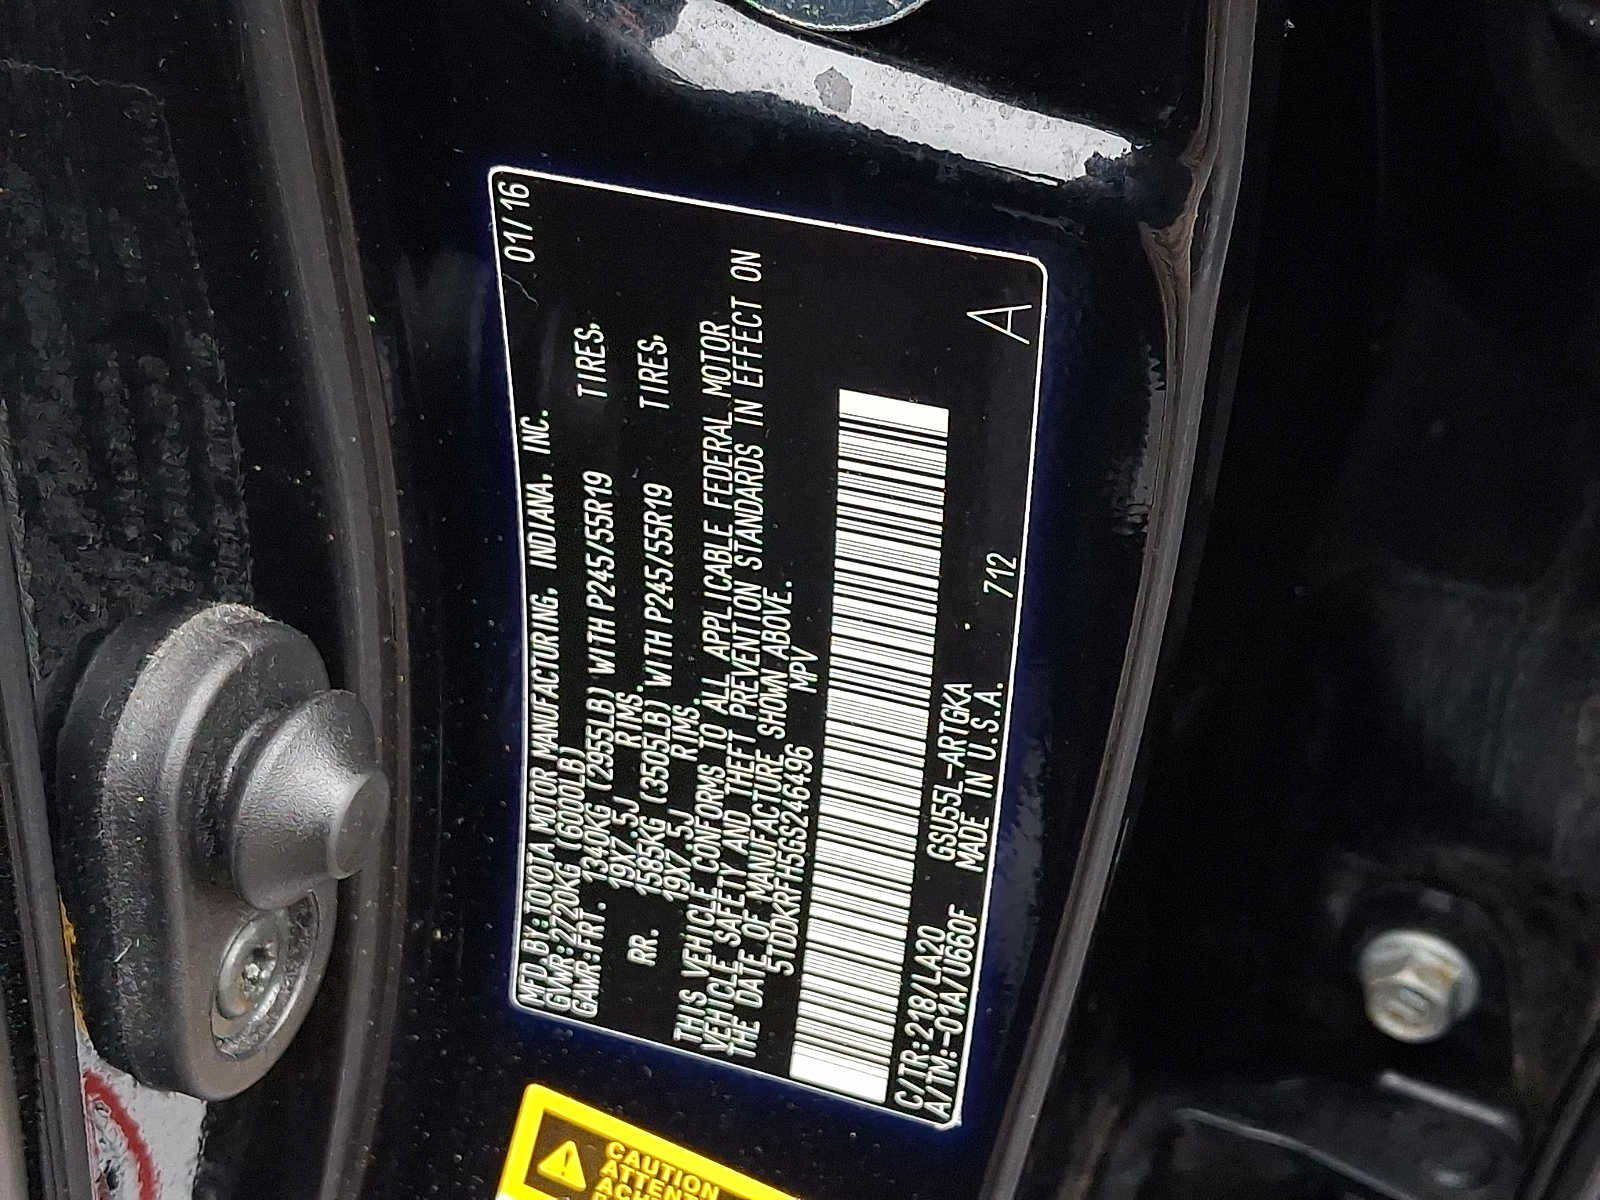 MFD.BY:TOYOTA MOTOR MANUFACTURING, INDIANA, INC. 01/16
GVWR:2720KG (6000LB)
GAWR:FRT. 1340KG (2955LB) WITH P245/55R19 TIRES,
19X7.5J RIMS.
RR. 1585KG (3505LB) WITH P245/55R19 TIRES,
19X7.5J RIMS.
THIS VEHICLE CONFORMS TO ALL APPLICABLE FEDERAL MOTOR
VEHICLE SAFETY AND THEFT PREVENTION STANDARDS IN EFFECT ON
THE DATE OF MANUFACTURE SHOWN ABOVE.
5TDDKRFH5GS246496 MPV
C/TR:218/LA20 GSU55L-ARTGKA 712 A
A/TM:-01A/U660F MADE IN U.S.A.
CAUTION